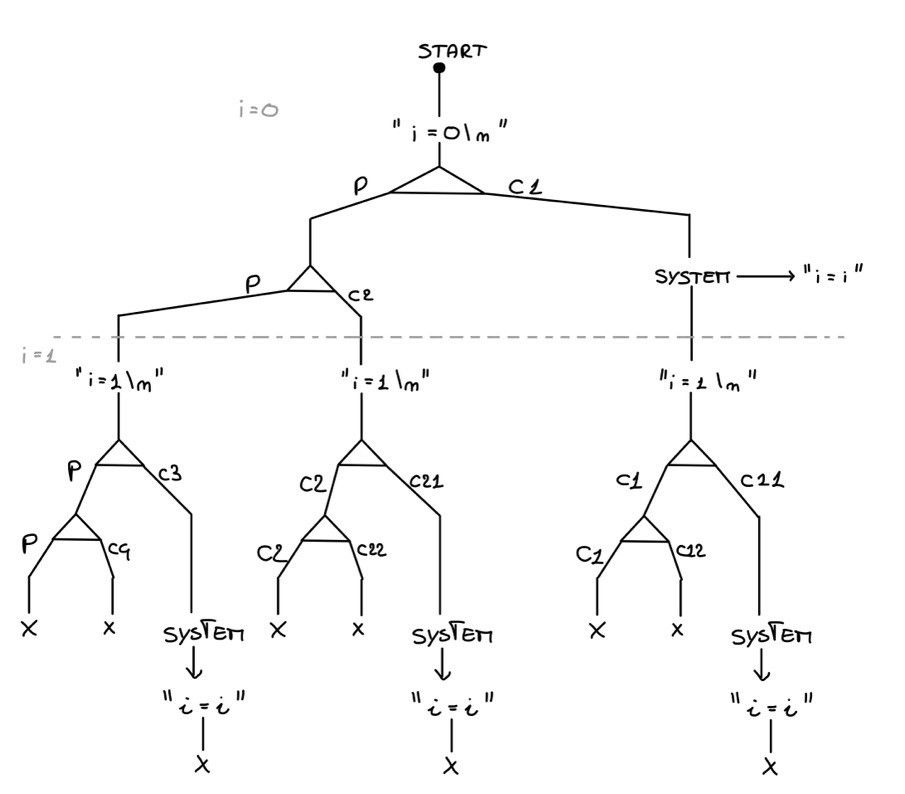 START
i=0
" i = 0\n "
P
C1
P
C2
SYSTEM
"i = i"
i=1
"i=1\n"
"i=1\n"
"i=1\n"
P
C3
C2
C21
C1
C11
P
C4
C2
C22
C1
C12
X
X
SYSTEM
X
X
SYSTEM
X
X
SYSTEM
"i = i"
"i = i"
"i = i"
X
X
X